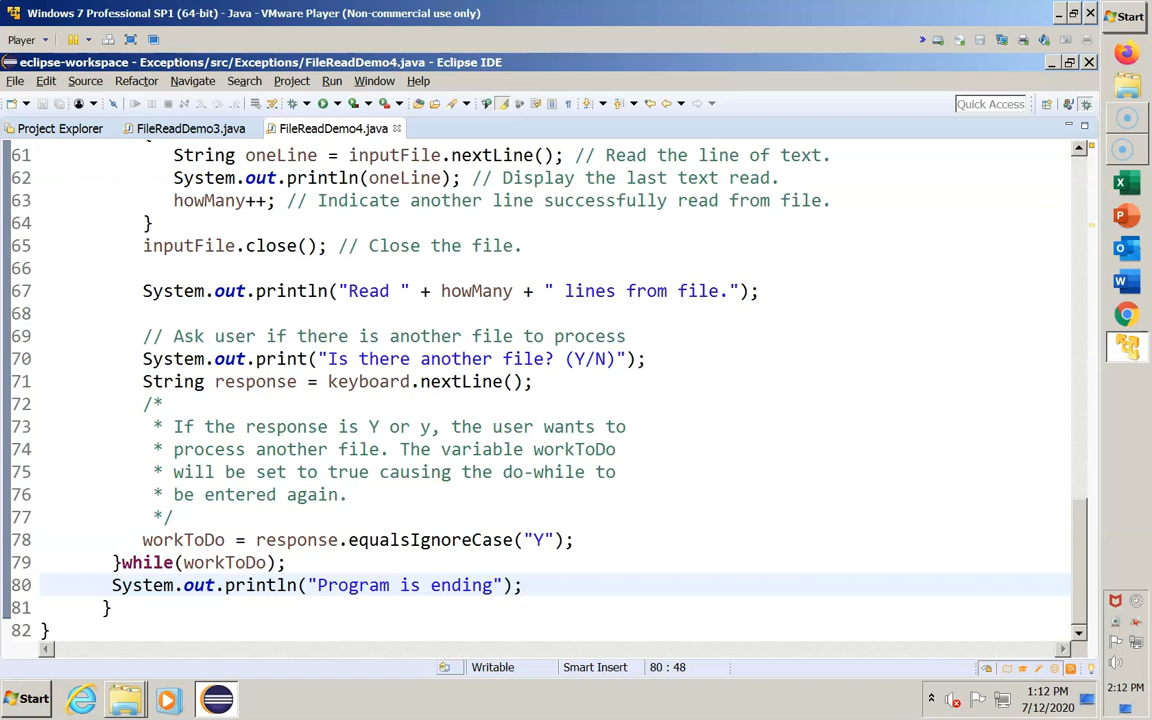 Windows 7 Professional SP1 (64-bit) - Java - VMware Player (Non-commercial use only)
Start
Player
»
eclipse-workspace - Exceptions/src/Exceptions/FileReadDemo4.java - Eclipse IDE
File Edit Source Refactor Navigate Search Project Run Window Help
Quick Access
Project Explorer FileReadDemo3.java FileReadDemo4.java
61 String oneLine = inputFile.nextLine(); // Read the line of text.
62 System.out.println(oneLine); // Display the last text read.
63 howMany++; // Indicate another line successfully read from file.
64 }
65 inputFile.close(); // Close the file.
66
67 System.out.println("Read " + howMany + " lines from file.");
68
69 // Ask user if there is another file to process
70 System.out.print("Is there another file? (Y/N)");
71 String response = keyboard.nextLine();
72 /*
73 * If the response is Y or y, the user wants to
74 * process another file. The variable workToDo
75 * will be set to true causing the do-while to
76 * be entered again.
77 */
78 workToDo = response.equalsIgnoreCase("Y");
79 }while(workToDo);
80 System.out.println("Program is ending");
81 }
82 }
Writable Smart Insert 80 : 48
Start
1:12 PM
7/12/2020
2:12 PM